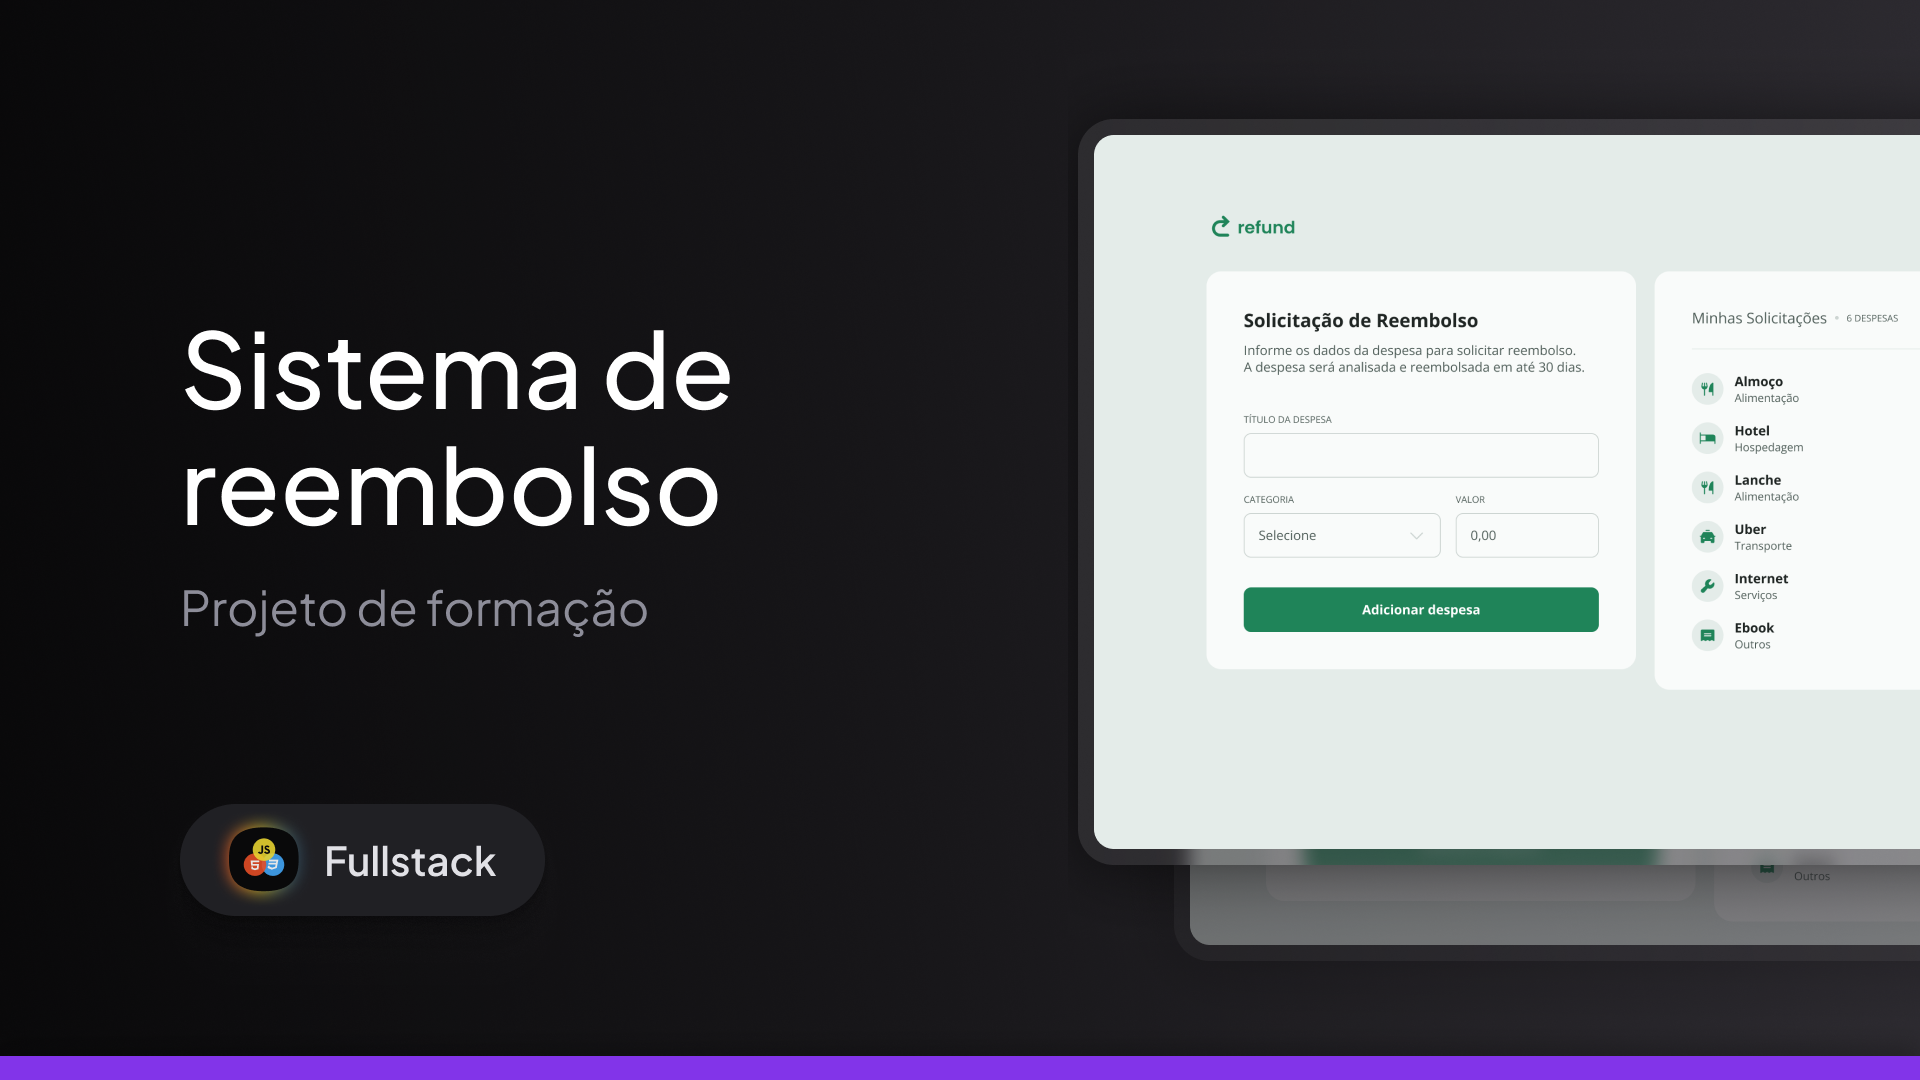 Sistema de
reembolso
Projeto de formação
JS
Fullstack
refund
Solicitação de Reembolso
Informe os dados da despesa para solicitar reembolso.
A despesa será analisada e reembolsada em até 30 dias.
TÍTULO DA DESPESA
CATEGORIA
VALOR
Selecione
0,00
Adicionar despesa
Minhas Solicitações • 6 DESPESAS
Almoço
Alimentação
Hotel
Hospedagem
Lanche
Alimentação
Uber
Transporte
Internet
Serviços
Ebook
Outros
Outros